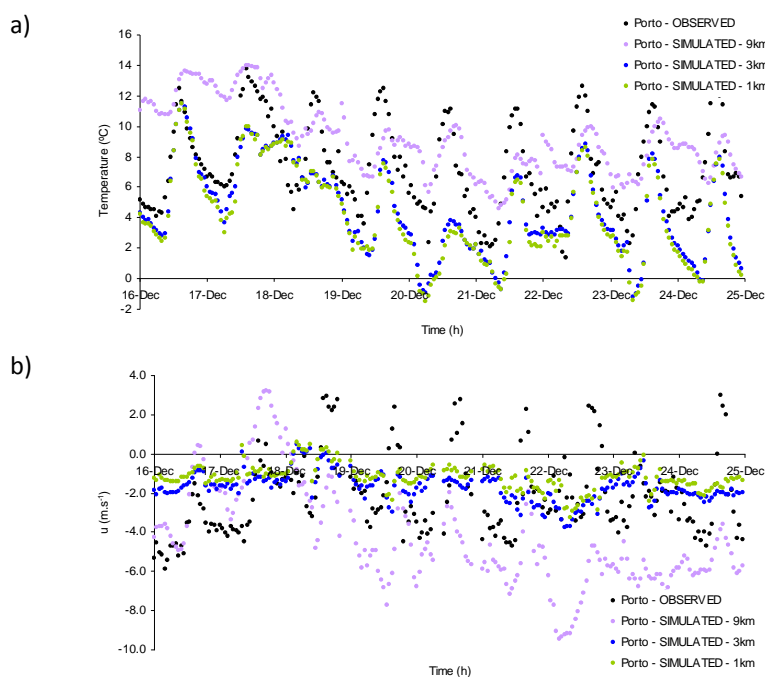 a)
Porto - OBSERVED
Porto - SIMULATED - 9km
Porto - SIMULATED - 3km
Porto - SIMULATED - 1km
Temperature (ºC)
16
14
12
10
8
6
4
2
0
-2
16-Dec 17-Dec 18-Dec 19-Dec 20-Dec 21-Dec 22-Dec 23-Dec 24-Dec 25-Dec
Time (h)
b)
u (m.s⁻¹)
4.0
2.0
0.0
-2.0
-4.0
-6.0
-8.0
-10.0
16-Dec 17-Dec 18-Dec 19-Dec 20-Dec 21-Dec 22-Dec 23-Dec 24-Dec 25-Dec
Porto - OBSERVED
Porto - SIMULATED - 9km
Porto - SIMULATED - 3km
Porto - SIMULATED - 1km
Time (h)